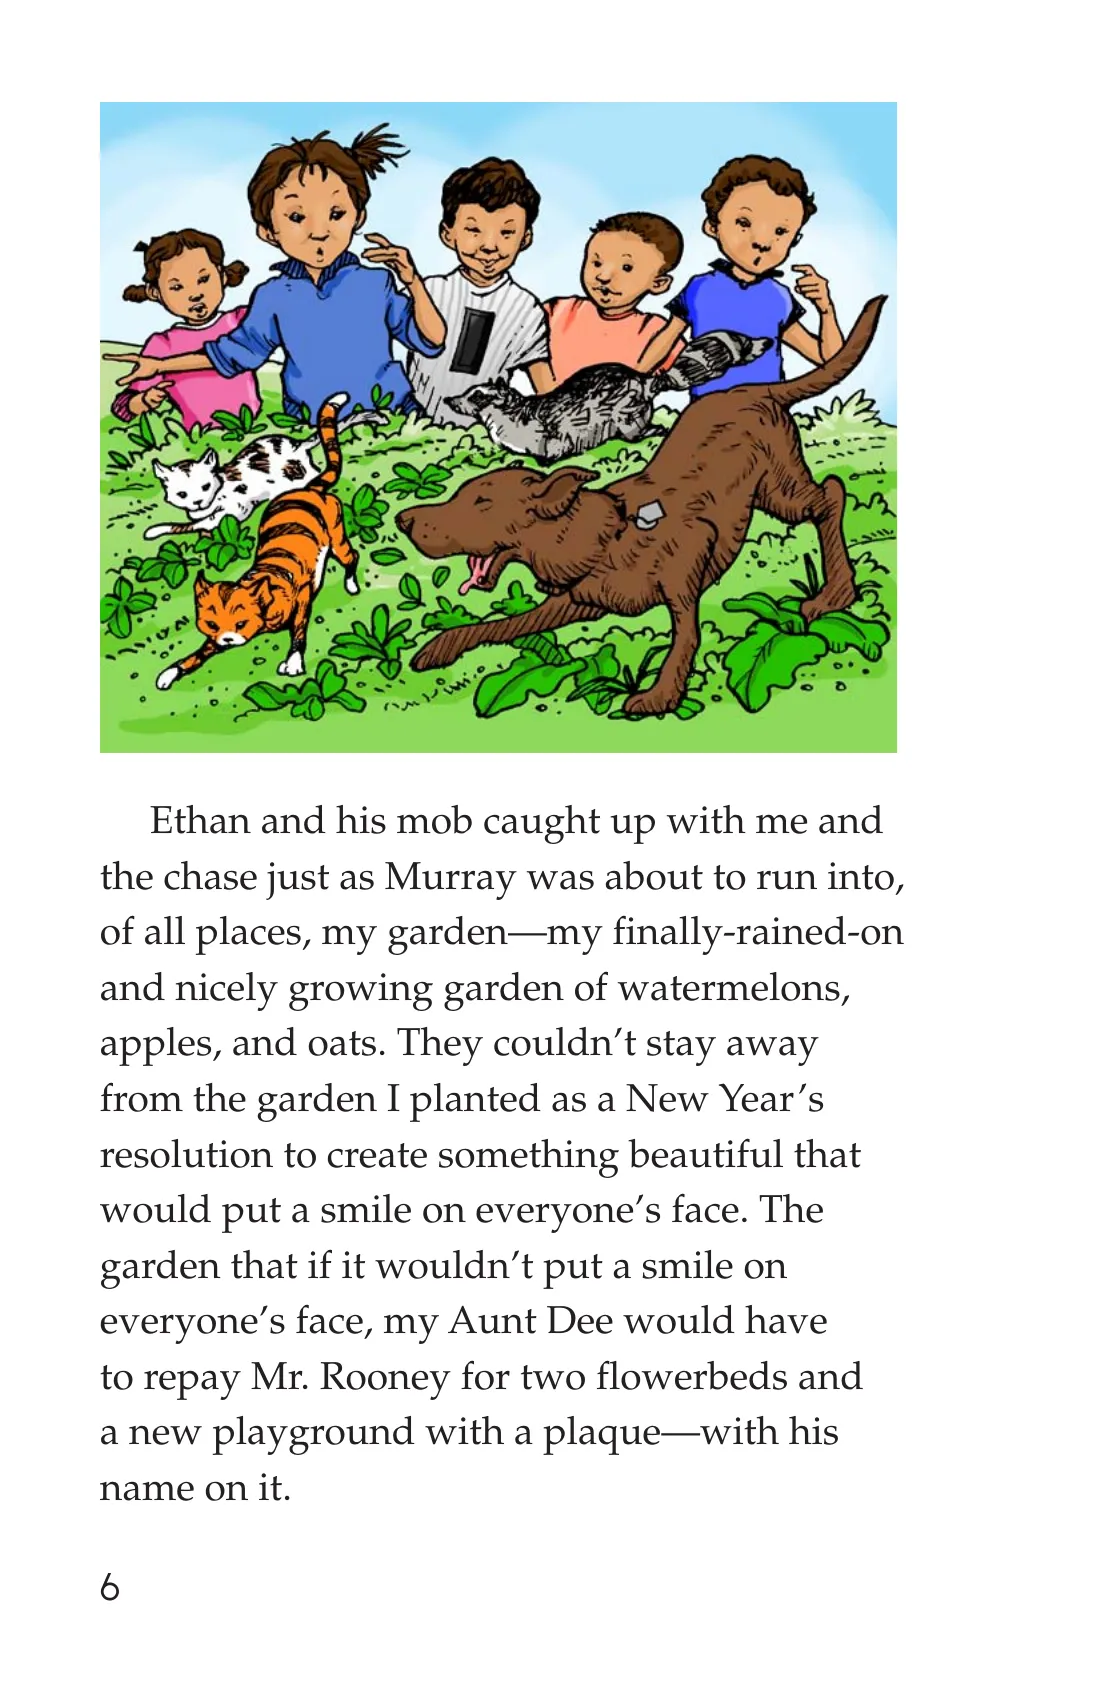 Ethan and his mob caught up with me and
the chase just as Murray was about to run into,
of all places, my garden—my finally-rained-on
and nicely growing garden of watermelons,
apples, and oats. They couldn’t stay away
from the garden I planted as a New Year’s
resolution to create something beautiful that
would put a smile on everyone’s face. The
garden that if it wouldn’t put a smile on
everyone’s face, my Aunt Dee would have
to repay Mr. Rooney for two flowerbeds and
a new playground with a plaque—with his
name on it.
6